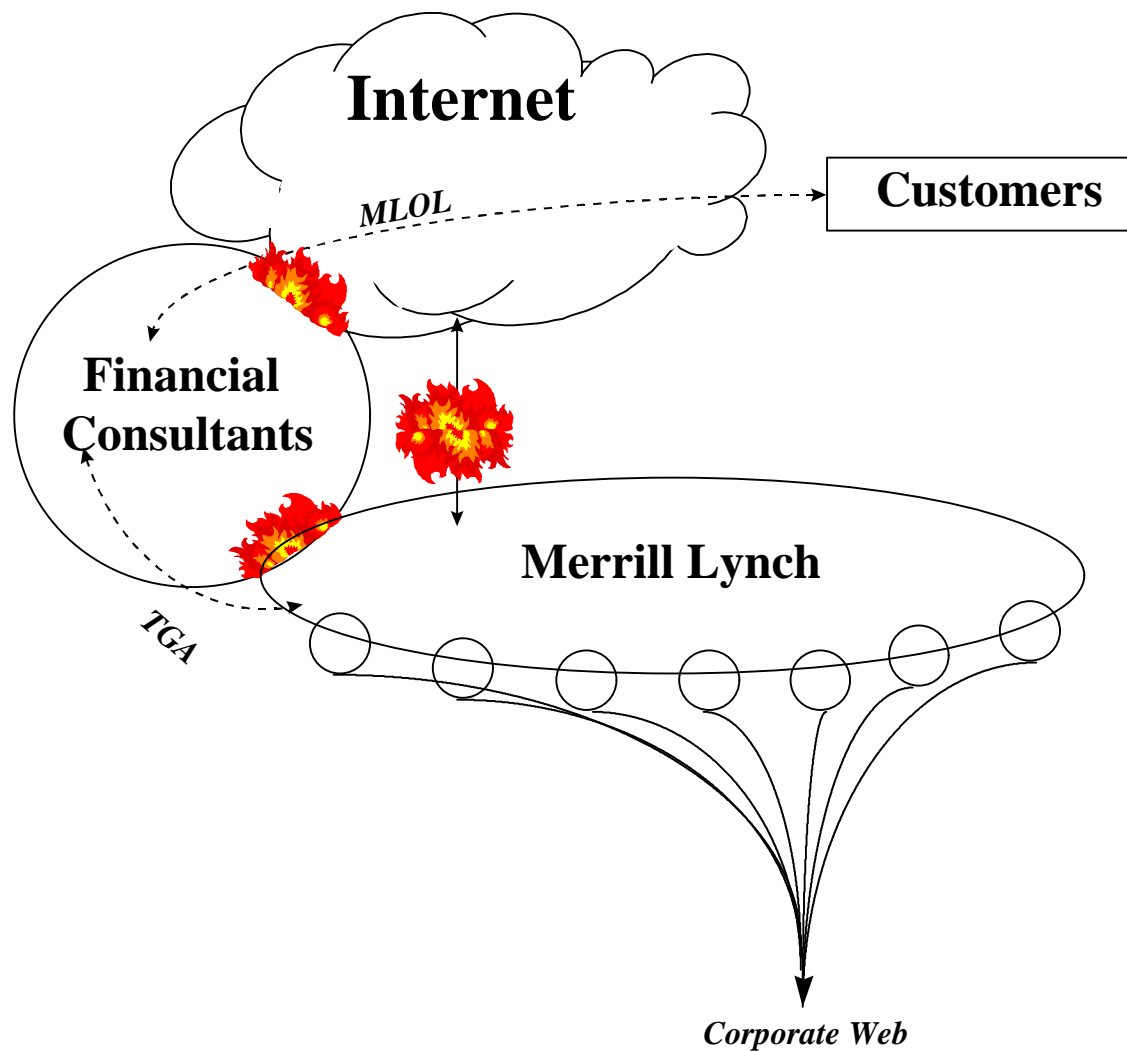 Internet
MLOL
Customers
Financial
Consultants
Merrill Lynch
TGA
Corporate Web